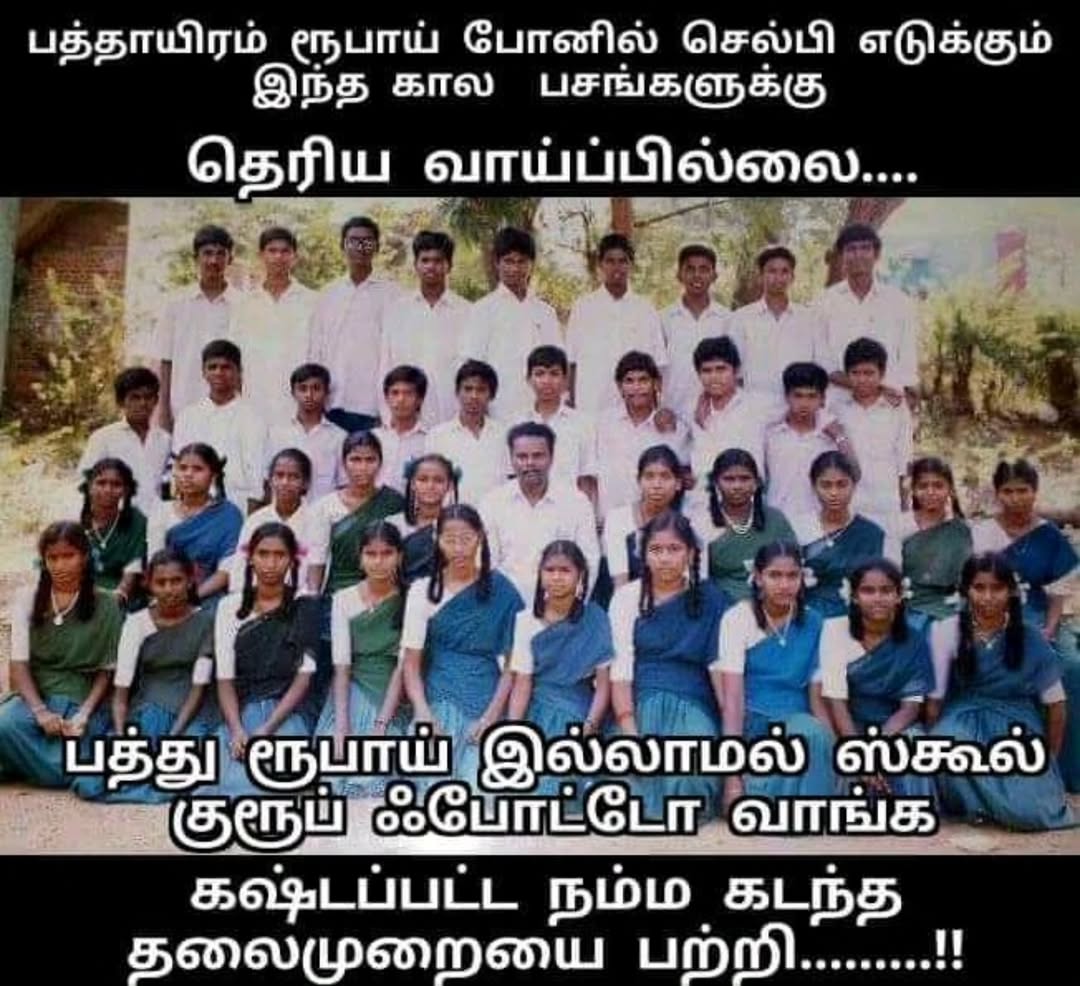 பத்தாயிரம் ரூபாய் போனில் செல்பி எடுக்கும்
இந்த கால பசங்களுக்கு
தெரிய வாய்ப்பில்லை....
பத்து ரூபாய் இல்லாமல் ஸ்கூல்
குரூப் ஃபோட்டோ வாங்க
கஷ்டப்பட்ட நம்ம கடந்த
தலைமுறையை பற்றி.........!!